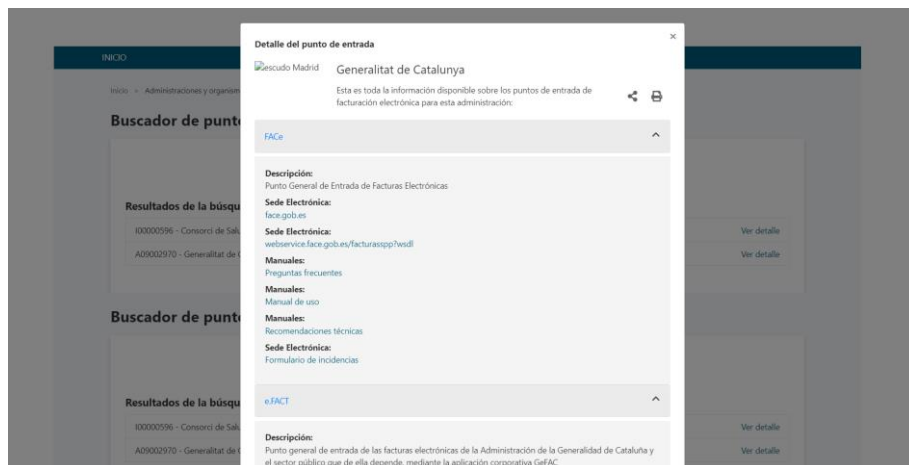 Detalle del punto de entrada
×
INICIO
escudo Madrid
Generalitat de Catalunya
Inicio > Administraciones y organism
Esta es toda la información disponible sobre los puntos de entrada de
facturación electrónica para esta administración:
Buscador de punt
FACe
Descripción:
Punto General de Entrada de Facturas Electrónicas
Resultados de la búsqu
Sede Electrónica:
face.gob.es
I00000596 - Consorci de Salu
Ver detalle
Sede Electrónica:
webservice.face.gob.es/facturasspp?wsdl
A09002970 - Generalitat de C
Ver detalle
Manuales:
Preguntas frecuentes
Manuales:
Manual de uso
Buscador de punt
Manuales:
Recomendaciones técnicas
Sede Electrónica:
Formulario de incidencias
Resultados de la búsqu
e.FACT
I00000596 - Consorci de Salu
Ver detalle
Descripción:
Punto general de entrada de las facturas electrónicas de la Administración de la Generalidad de Cataluña y
A09002970 - Generalitat de C
Ver detalle
el sector público que de ella depende, mediante la aplicación corporativa GeFAC